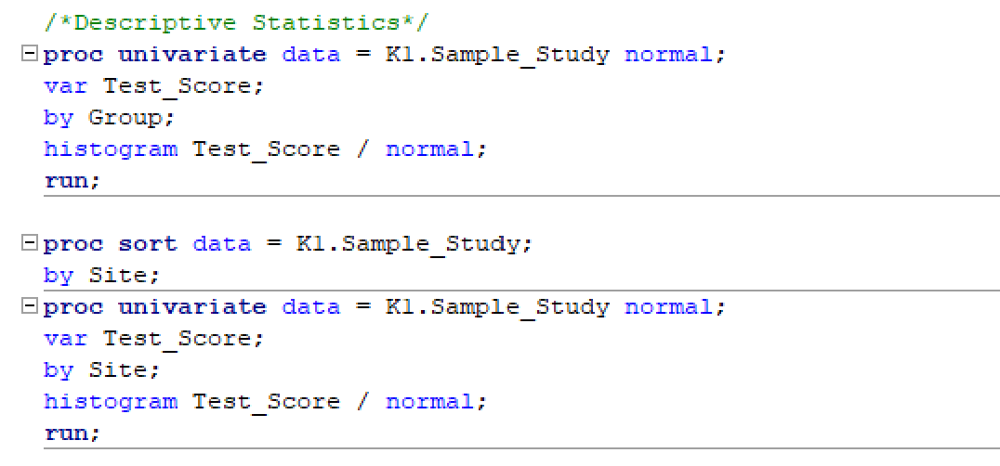 /*Descriptive Statistics*/
proc univariate data = K1.Sample_Study normal;
var Test_Score;
by Group;
histogram Test_Score / normal;
run;
proc sort data = K1.Sample_Study;
by Site;
proc univariate data = K1.Sample_Study normal;
var Test_Score;
by Site;
histogram Test_Score / normal;
run;